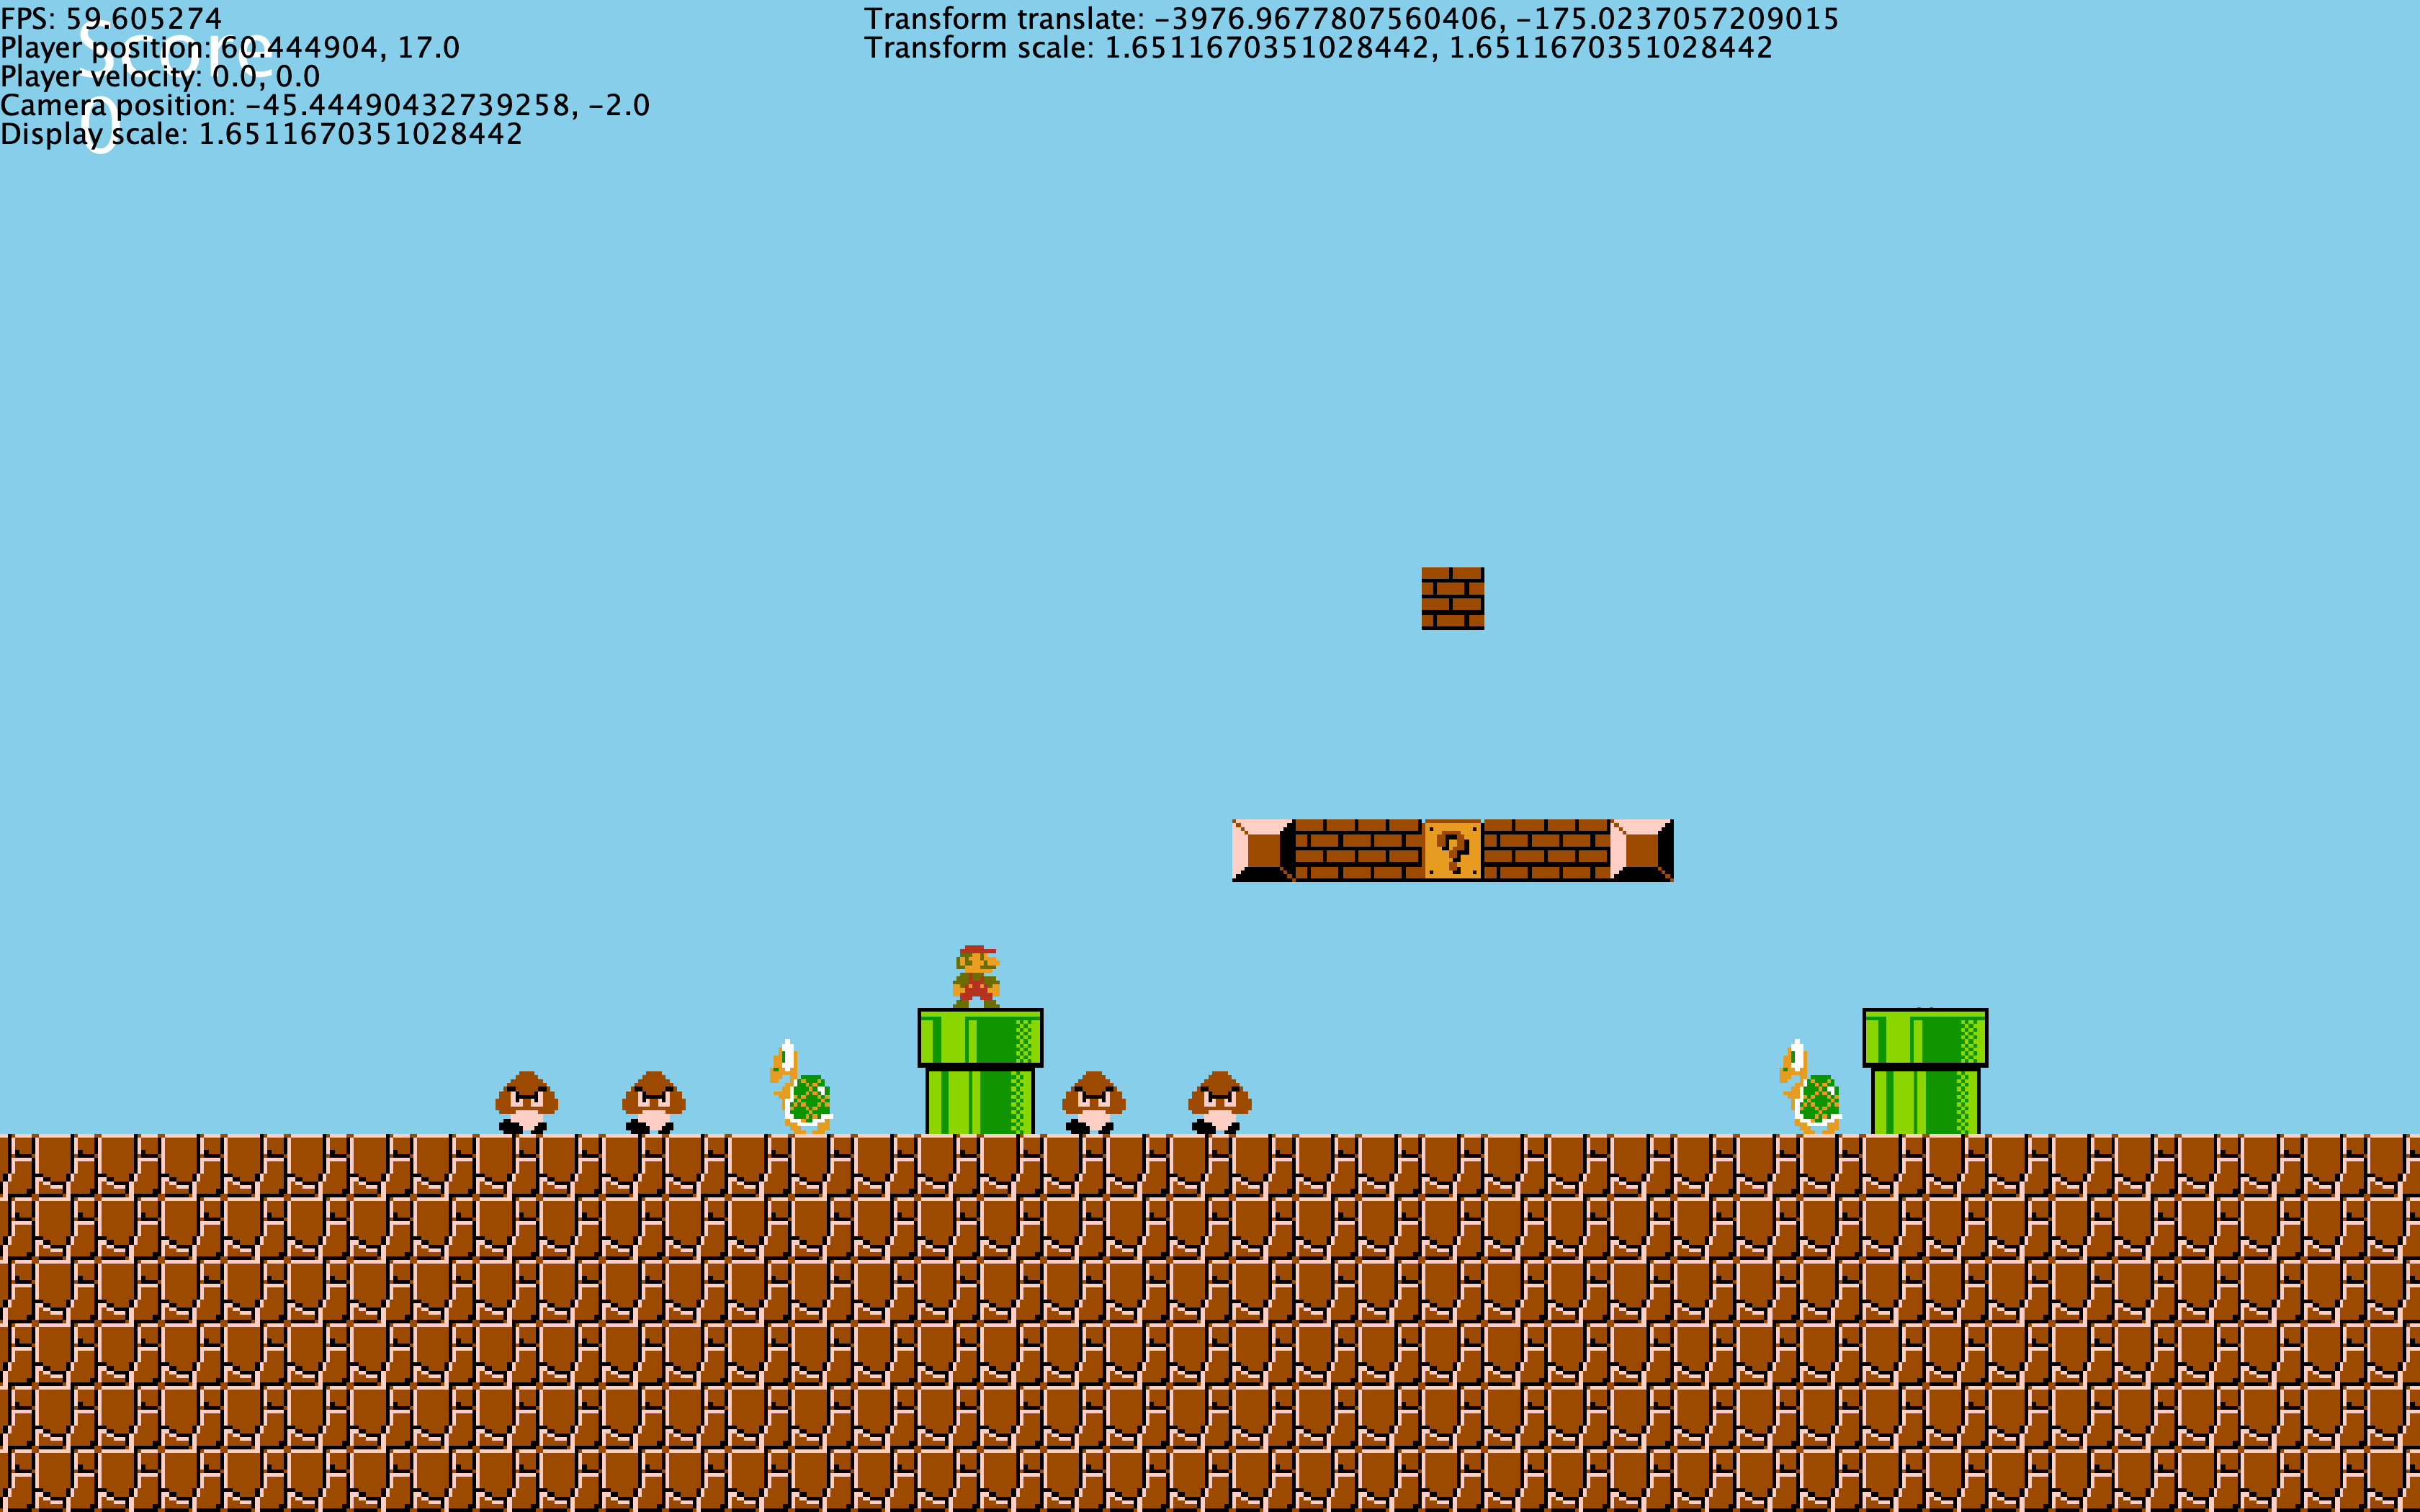 FPS: 59.605274
Score
Player position: 60.444904, 17.0
Player velocity: 0.0, 0.0
Camera position: -45.44490432739258, -2.0
0
Display scale: 1.6511670351028442
Transform translate: -3976.9677807560406, -175.0237057209015
Transform scale: 1.6511670351028442, 1.6511670351028442
?